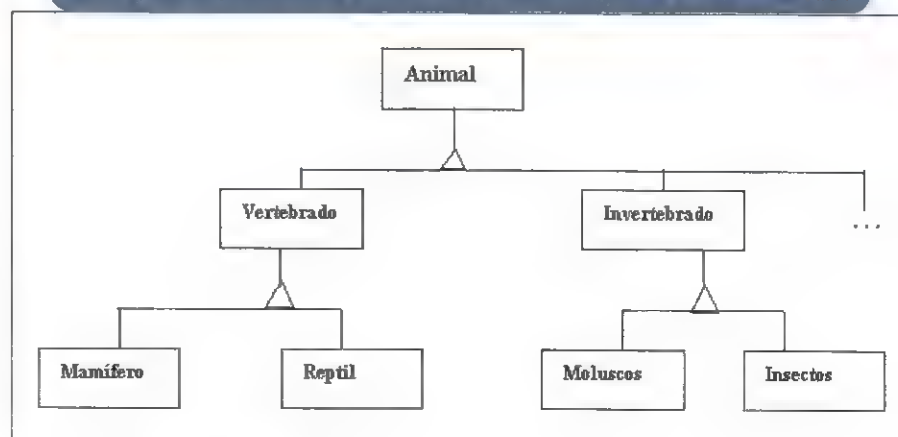 Animal
Vertebrado
Invertebrado
...
Mamífero
Reptil
Moluscos
Insectos